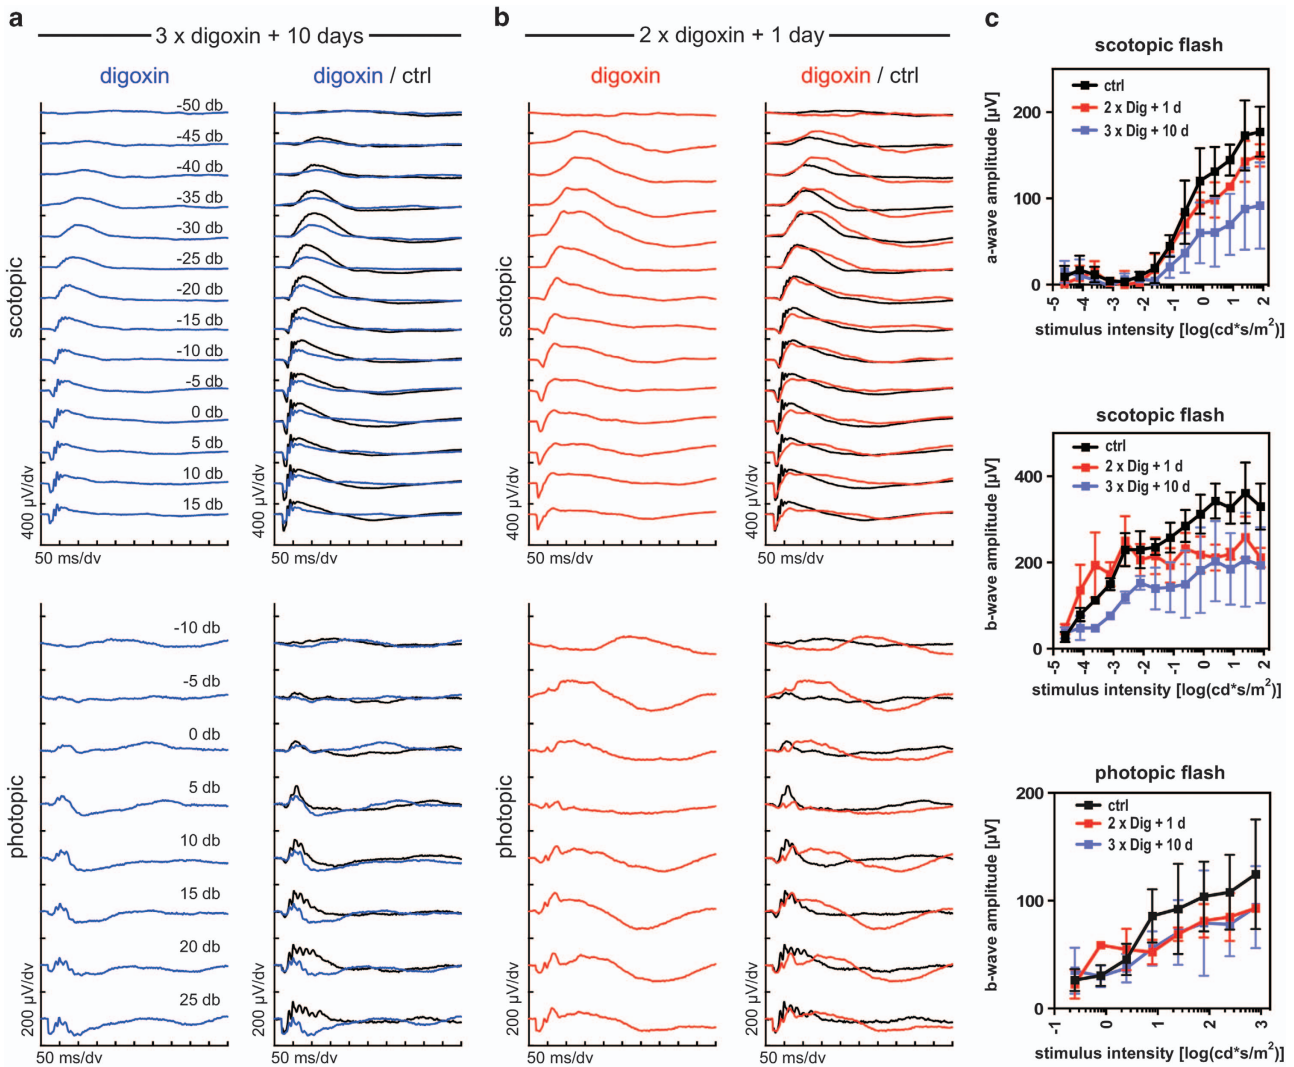 a
3 x digoxin + 10 days
digoxin
digoxin / ctrl
scotopic
-50 db
-45 db
-40 db
-35 db
-30 db
-25 db
-20 db
-15 db
-10 db
-5 db
0 db
5 db
10 db
15 db
400 µV/dv
400 µV/dv
50 ms/dv
50 ms/dv
photopic
-10 db
-5 db
0 db
5 db
10 db
15 db
20 db
25 db
200 µV/dv
200 µV/dv
50 ms/dv
50 ms/dv
b
2 x digoxin + 1 day
digoxin
digoxin / ctrl
scotopic
400 µV/dv
400 µV/dv
50 ms/dv
50 ms/dv
photopic
200 µV/dv
200 µV/dv
50 ms/dv
50 ms/dv
c
scotopic flash
ctrl
2 x Dig + 1 d
3 x Dig + 10 d
a-wave amplitude [µV]
200
100
0
-5 -4 -3 -2 -1 0 1 2
stimulus intensity [log(cd*s/m²)]
scotopic flash
ctrl
2 x Dig + 1 d
3 x Dig + 10 d
b-wave amplitude [µV]
400
200
0
-5 -4 -3 -2 -1 0 1 2
stimulus intensity [log(cd*s/m²)]
photopic flash
ctrl
2 x Dig + 1 d
3 x Dig + 10 d
b-wave amplitude [µV]
200
100
0
-1 0 1 2 3
stimulus intensity [log(cd*s/m²)]